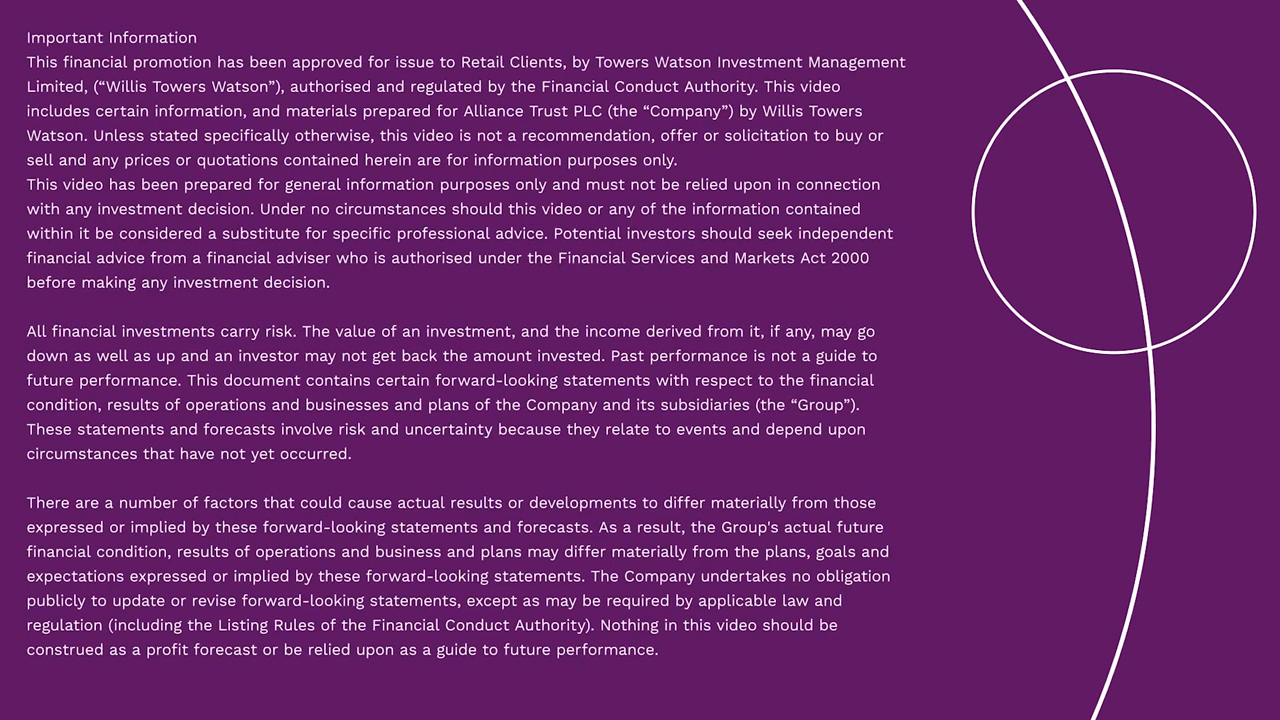 Important Information
This financial promotion has been approved for issue to Retail Clients, by Towers Watson Investment Management
Limited, (“Willis Towers Watson”), authorised and regulated by the Financial Conduct Authority. This video
includes certain information, and materials prepared for Alliance Trust PLC (the “Company”) by Willis Towers
Watson. Unless stated specifically otherwise, this video is not a recommendation, offer or solicitation to buy or
sell and any prices or quotations contained herein are for information purposes only.
This video has been prepared for general information purposes only and must not be relied upon in connection
with any investment decision. Under no circumstances should this video or any of the information contained
within it be considered a substitute for specific professional advice. Potential investors should seek independent
financial advice from a financial adviser who is authorised under the Financial Services and Markets Act 2000
before making any investment decision.
All financial investments carry risk. The value of an investment, and the income derived from it, if any, may go
down as well as up and an investor may not get back the amount invested. Past performance is not a guide to
future performance. This document contains certain forward-looking statements with respect to the financial
condition, results of operations and businesses and plans of the Company and its subsidiaries (the “Group”).
These statements and forecasts involve risk and uncertainty because they relate to events and depend upon
circumstances that have not yet occurred.
There are a number of factors that could cause actual results or developments to differ materially from those
expressed or implied by these forward-looking statements and forecasts. As a result, the Group's actual future
financial condition, results of operations and business and plans may differ materially from the plans, goals and
expectations expressed or implied by these forward-looking statements. The Company undertakes no obligation
publicly to update or revise forward-looking statements, except as may be required by applicable law and
regulation (including the Listing Rules of the Financial Conduct Authority). Nothing in this video should be
construed as a profit forecast or be relied upon as a guide to future performance.